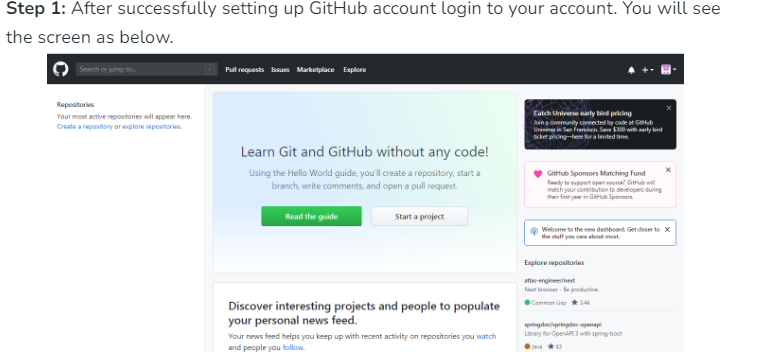 Step 1: After successfully setting up GitHub account login to your account. You will see
the screen as below.
Search or jump to...
/
Pull requests Issues Marketplace Explore
Repositories
Your most active repositories will appear here.
Create a repository or explore repositories.
Learn Git and GitHub without any code!
Using the Hello World guide, you'll create a repository, start a
branch, write comments, and open a pull request.
Read the guide
Start a project
Discover interesting projects and people to populate
your personal news feed.
Your news feed helps you keep up with recent activity on repositories you watch
and people you follow.
Catch Universe early bird pricing
Join a community connected by code at GitHub
Universe in San Francisco. Save $300 with early bird
ticket pricing—here for a limited time.
GitHub Sponsors Matching Fund
Ready to support open source? GitHub will
match your contribution to developers during
their first year in GitHub Sponsors.
Welcome to the new dashboard. Get closer to
the stuff you care about most.
Explore repositories
atlas-engineer/next
Next browser - Be productive.
Common Lisp 3.4k
springdoc/springdoc-openapi
Library for OpenAPI 3 with spring-boot
Java 43